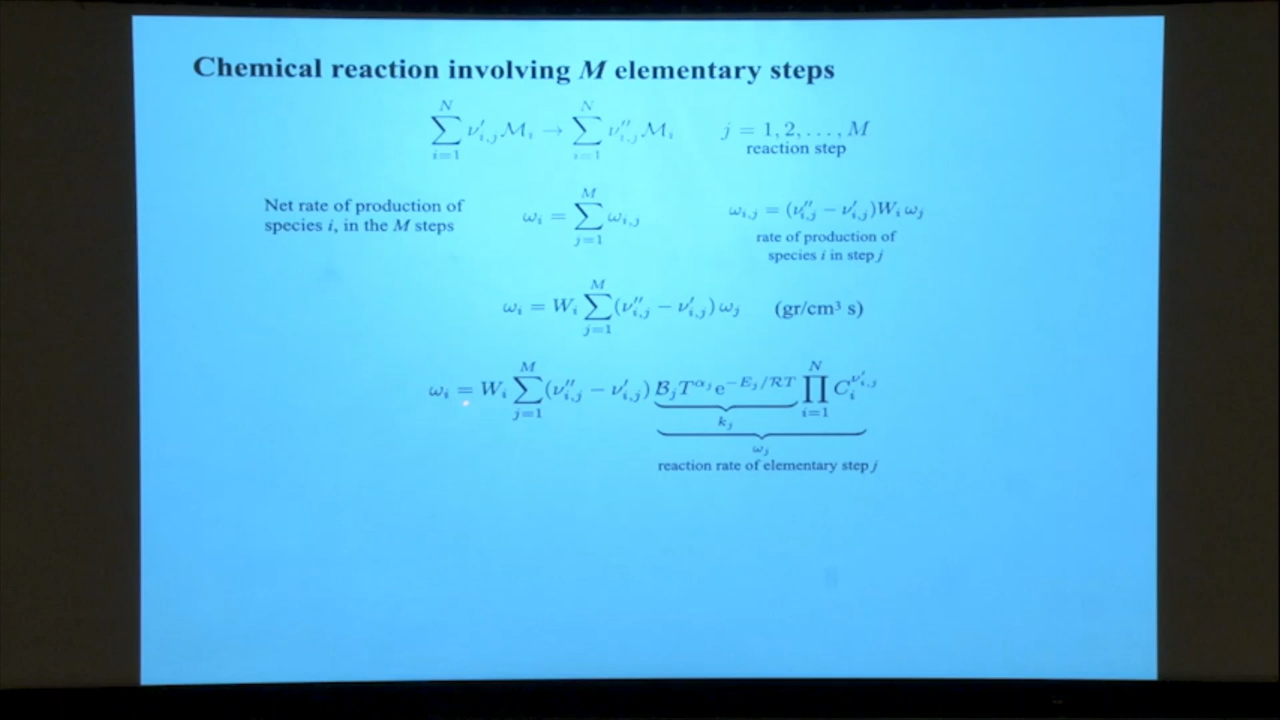 Chemical reaction involving M elementary steps
∑_{i=1}^{N} ν′_{i,j} ℳ_i → ∑_{i=1}^{N} ν″_{i,j} ℳ_i j = 1, 2, . . . , M
reaction step
Net rate of production of
species i, in the M steps
ω_i = ∑_{j=1}^{M} ω_{i,j}
ω_{i,j} = (ν″_{i,j} − ν′_{i,j})W_i ω_j
rate of production of
species i in step j
ω_i = W_i ∑_{j=1}^{M} (ν″_{i,j} − ν′_{i,j}) ω_j (gr/cm³ s)
ω_i = W_i ∑_{j=1}^{M} (ν″_{i,j} − ν′_{i,j}) ℬ_j T^{α_j} e^{−E_j/ℛT} ∏_{i=1}^{N} C_i^{ν′_{i,j}}
k_j
ω_j
reaction rate of elementary step j